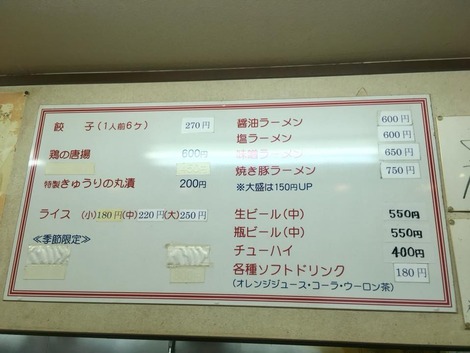 餃 子(1人前6ケ) 270円
鶏の唐揚 600円
特製きゅうりの丸漬 200円
ライス (小)180円(中)220円(大)250円
≪季節限定≫
醤油ラーメン 600円
塩ラーメン 600円
味噌ラーメン 650円
焼き豚ラーメン 750円
※大盛は150円UP
生ビール(中) 550円
瓶ビール(中) 550円
チューハイ 400円
各種ソフトドリンク 180円
(オレンジジュース・コーラ・ウーロン茶)